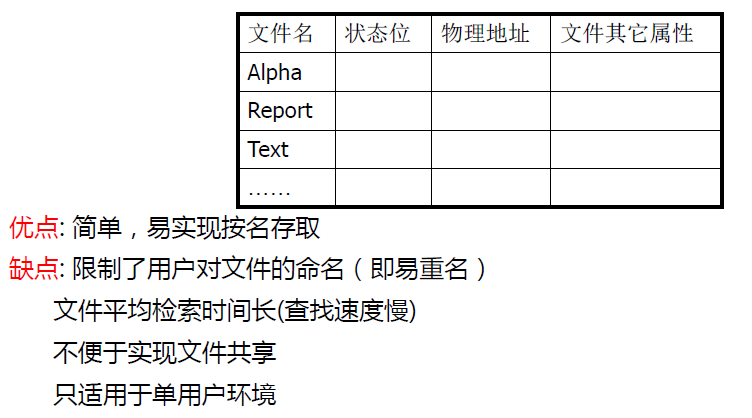 文件名 状态位 物理地址 文件其它属性
Alpha
Report
Text
……
优点: 简单，易实现按名存取
缺点: 限制了用户对文件的命名（即易重名）
文件平均检索时间长(查找速度慢)
不便于实现文件共享
只适用于单用户环境